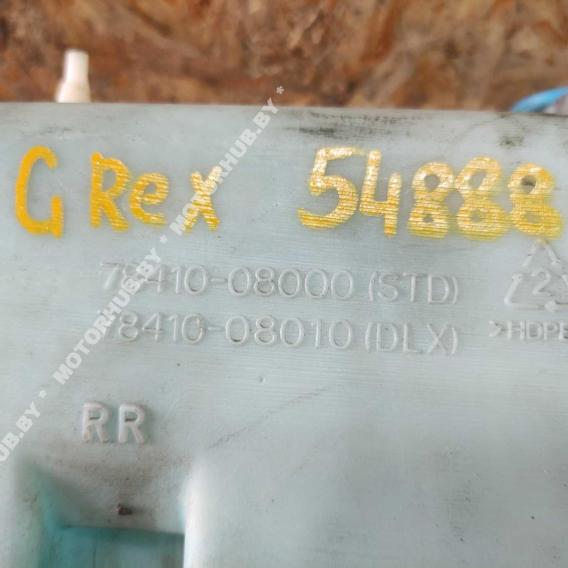 G Rex 54888
78410-08000 (STD)
78410-08010 (DLX)
2
>HDPE
RR
MOTORHUB.BY * MOTORHUB.BY *